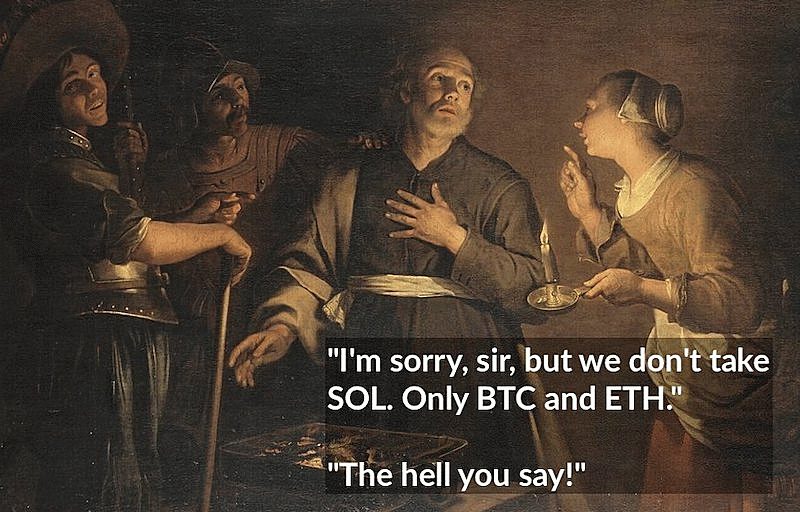 "I'm sorry, sir, but we don't take
SOL. Only BTC and ETH."
"The hell you say!"